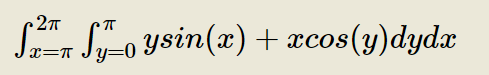 ∫_{x=π}^{2π} ∫_{y=0}^{π} ysin(x) + xcos(y)dydx